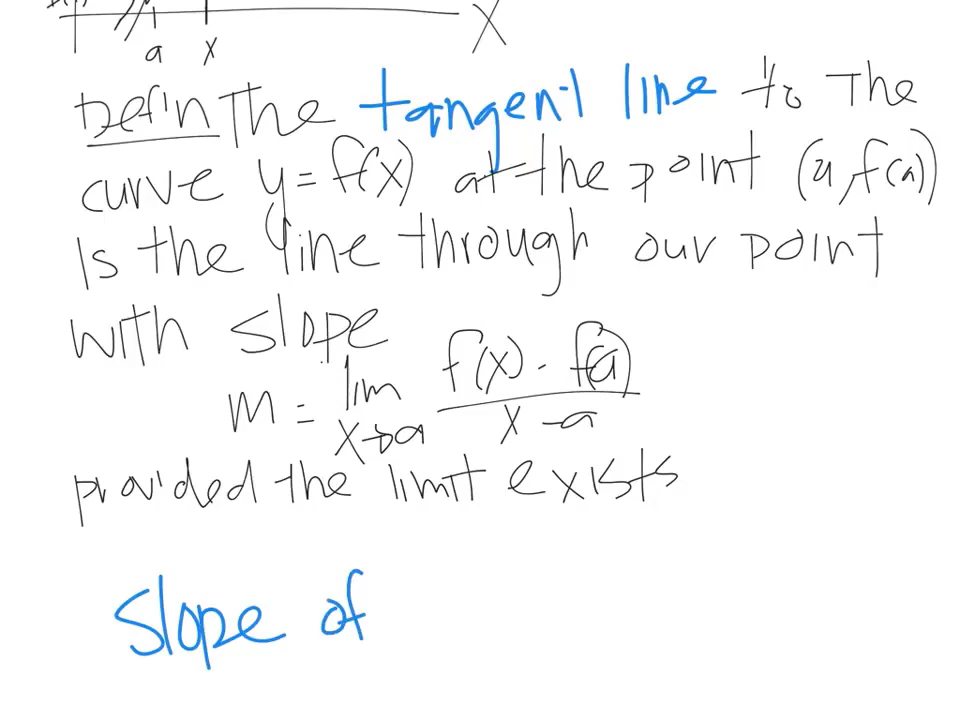 a x X
Defin The tangent line to The
curve y = f(x) at the point (a, f(a))
Is the line through our point
with slope
m = lim x→a f(x) - f(a) / x - a
provided the limit exists
Slope of